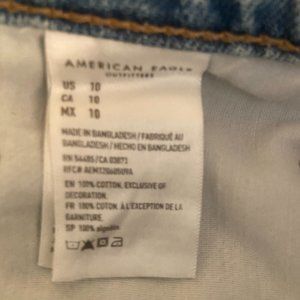 AMERICAN EAGLE
OUTFITTERS
US 10
CA 10
MX 10
MADE IN BANGLADESH / FABRIQUÉ AU
BANGLADESH / HECHO EN BANGLADESH
RN 54485/CA 03871
EN 100% COTTON, EXCLUSIVE OF
DECORATION.
FR 100% COTON, À L'EXCEPTION DE LA
GARNITURE.
SP 100% algodón